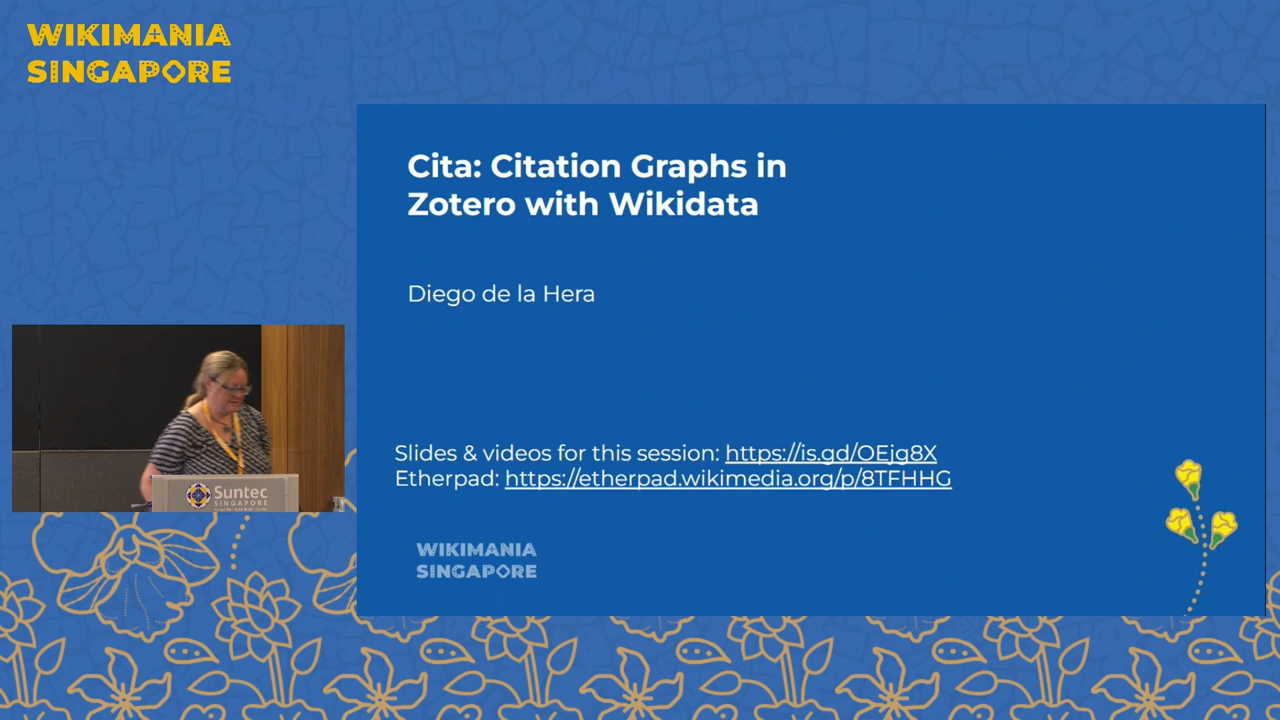 WIKIMANIA
SINGAPORE
Cita: Citation Graphs in
Zotero with Wikidata
Diego de la Hera
Slides & videos for this session: https://is.gd/OEjg8X
Etherpad: https://etherpad.wikimedia.org/p/8TFHHG
Suntec
SINGAPORE
WIKIMANIA
SINGAPORE